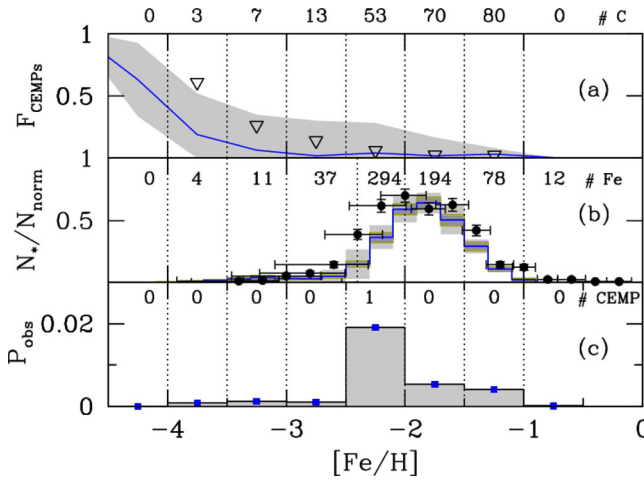 0 3 7 13 53 70 80 0 # C
1
F_CEMPs
0.5
(a)
1
0 4 11 37 294 194 78 12 # Fe
N_*/N_norm
0.5
(b)
0 0 0 0 1 0 0 0 # CEMP
P_obs
0.02
(c)
0
-4 -3 -2 -1 0
[Fe/H]